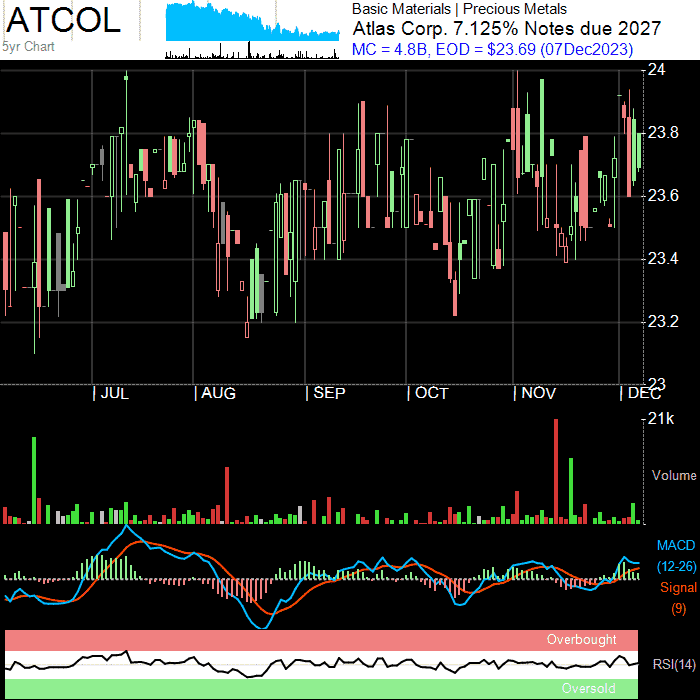 ATCOL
5yr Chart
Basic Materials | Precious Metals
Atlas Corp. 7.125% Notes due 2027
MC = 4.8B, EOD = $23.69 (07Dec2023)
24
23.8
23.6
23.4
23.2
23
| JUL | AUG | SEP | OCT | NOV | DEC
21k
Volume
MACD
(12-26)
Signal
(9)
Overbought
RSI(14)
Oversold